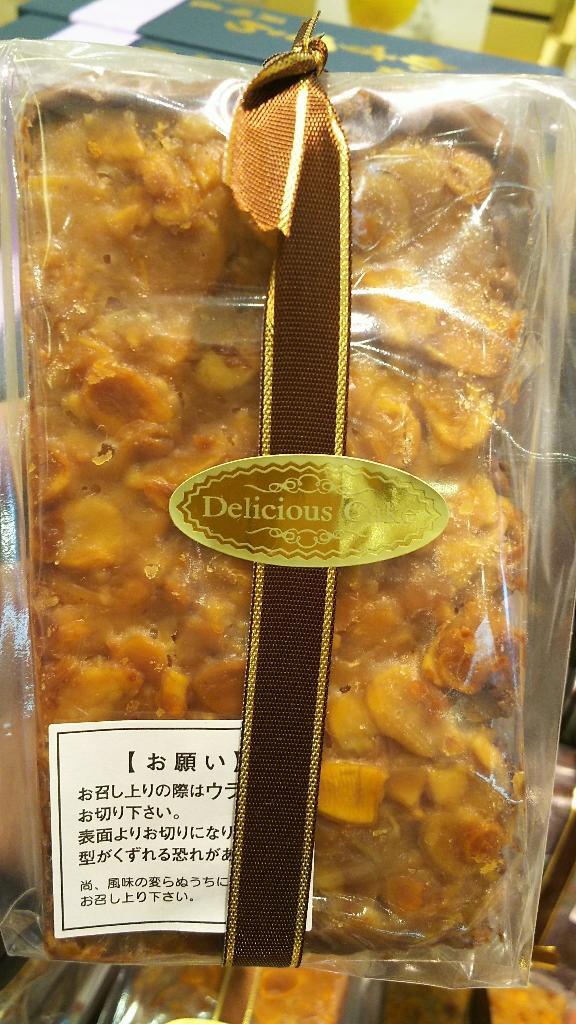 Delicious Cake
【お願い】
お召し上りの際はウラ
お切り下さい。
表面よりお切りになり
型がくずれる恐れがあ
尚、風味の変らぬうちに
お召し上り下さい。